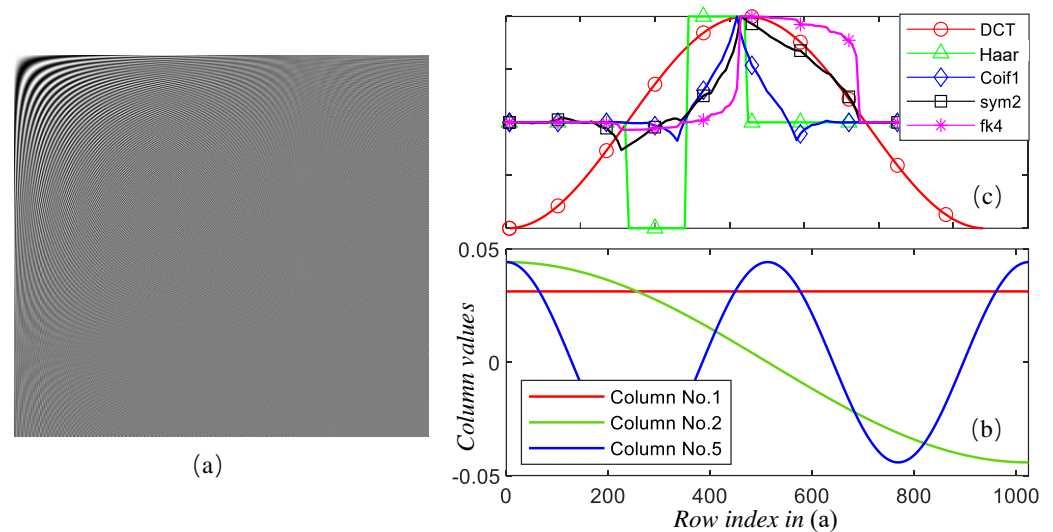 DCT
Haar
Coif1
sym2
fk4
(c)
0.05
0
-0.05
Column values
Column No.1
Column No.2
Column No.5
(b)
0 200 400 600 800 1000
Row index in (a)
(a)